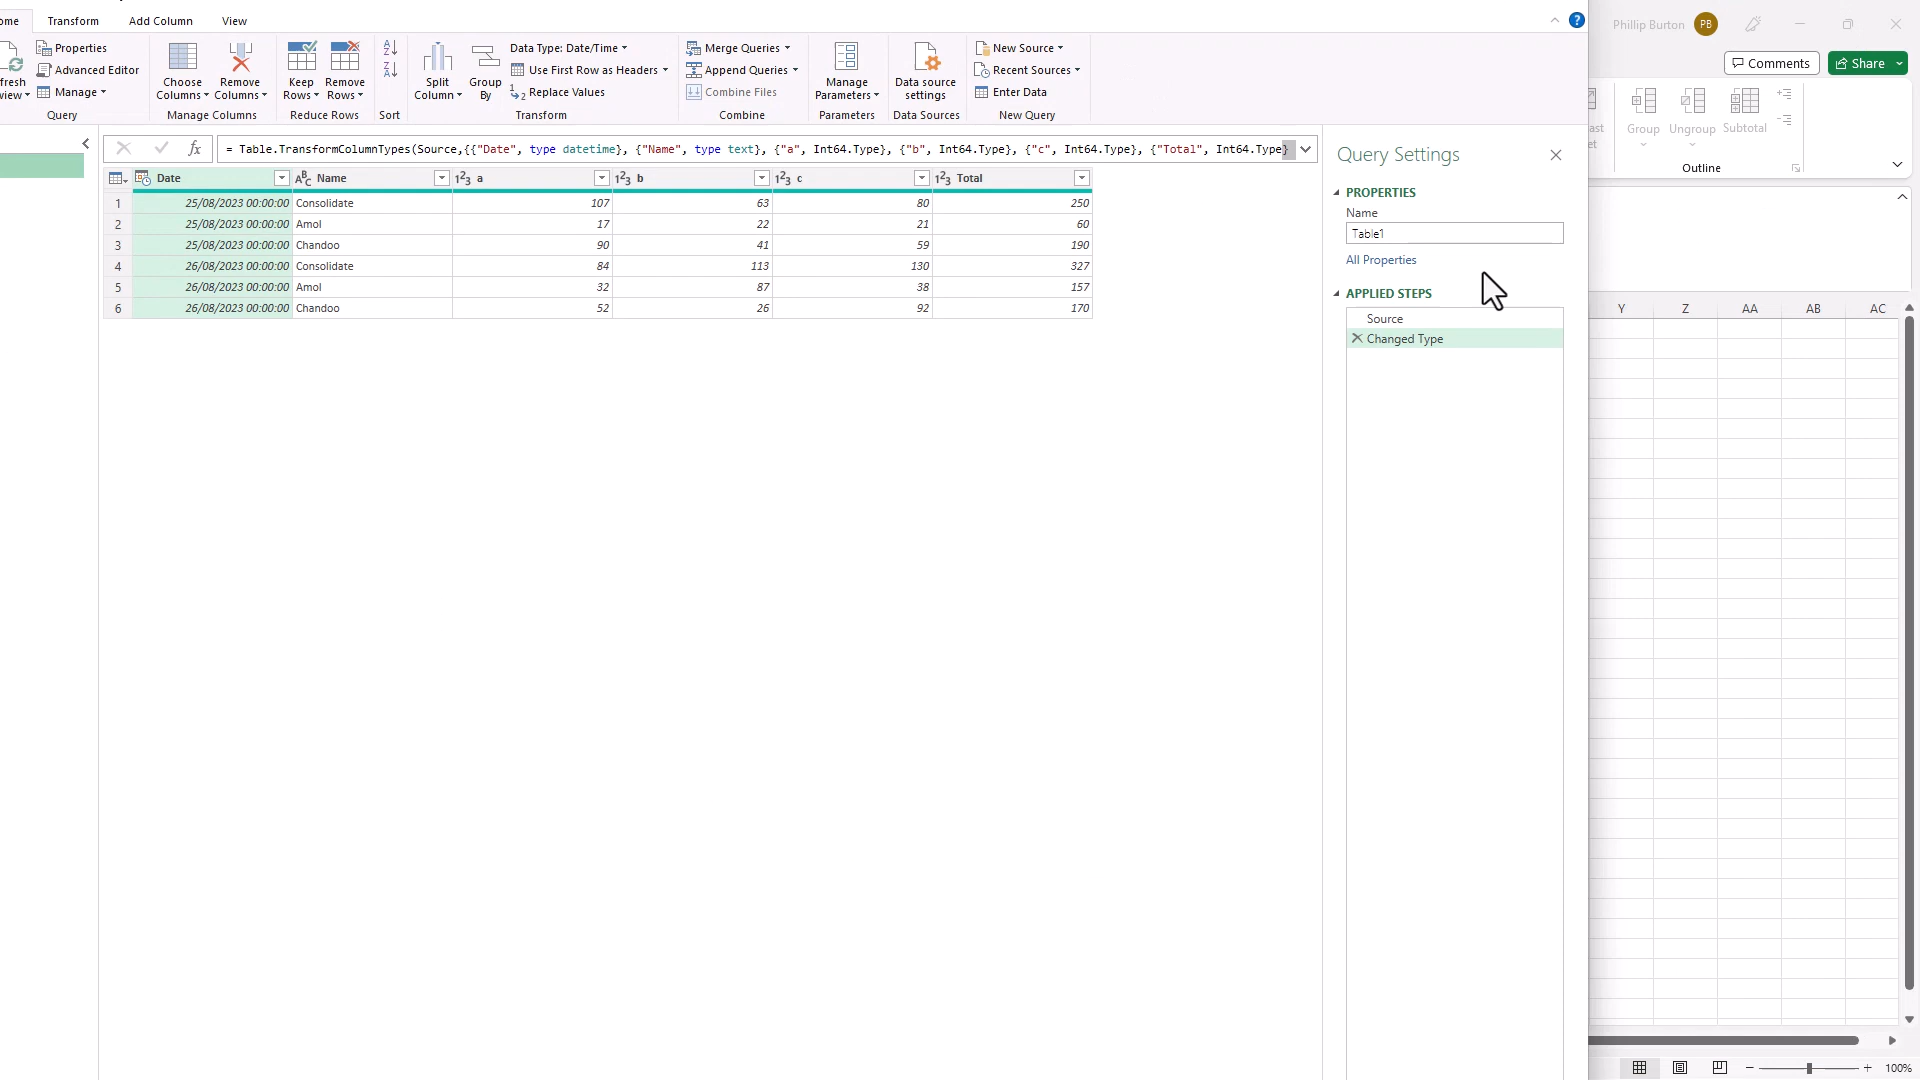 ome Transform Add Column View
Phillip Burton PB
Comments Share
fresh
view
Properties
Advanced Editor
Manage
Query
Choose
Columns
Remove
Columns
Manage Columns
Keep
Rows
Remove
Rows
Reduce Rows
Sort
Split
Column
Group
By
Data Type: Date/Time
Use First Row as Headers
Replace Values
Transform
Merge Queries
Append Queries
Combine Files
Combine
Manage
Parameters
Parameters
Data source
settings
Data Sources
New Source
Recent Sources
Enter Data
New Query
ast
et
Group
Ungroup
Subtotal
Outline
= Table.TransformColumnTypes(Source,{{"Date", type datetime}, {"Name", type text}, {"a", Int64.Type}, {"b", Int64.Type}, {"c", Int64.Type}, {"Total", Int64.Type}
Date Name a b c Total
1 25/08/2023 00:00:00 Consolidate 107 63 80 250
2 25/08/2023 00:00:00 Amol 17 22 21 60
3 25/08/2023 00:00:00 Chandoo 90 41 59 190
4 26/08/2023 00:00:00 Consolidate 84 113 130 327
5 26/08/2023 00:00:00 Amol 32 87 38 157
6 26/08/2023 00:00:00 Chandoo 52 26 92 170
Query Settings
PROPERTIES
Name
Table1
All Properties
APPLIED STEPS
Source
Changed Type
Y Z AA AB AC
100%